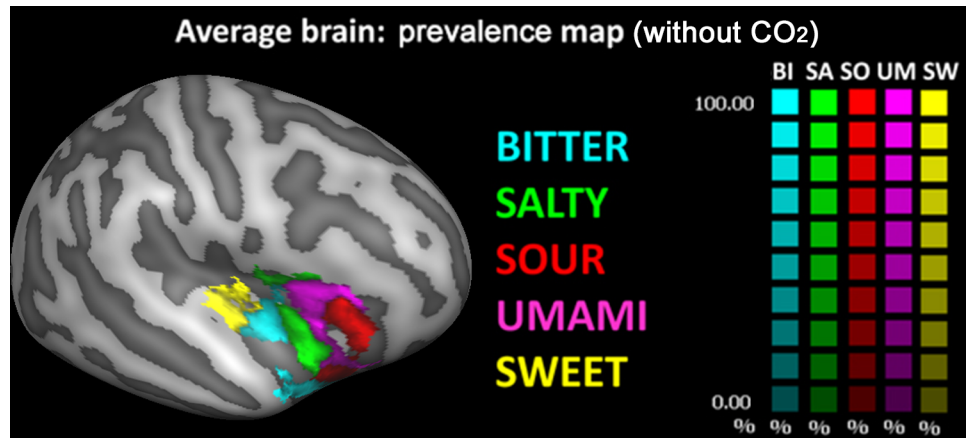 Average brain: prevalence map (without CO2)
BI SA SO UM SW
100.00
BITTER
SALTY
SOUR
UMAMI
SWEET
0.00
% % % % % %